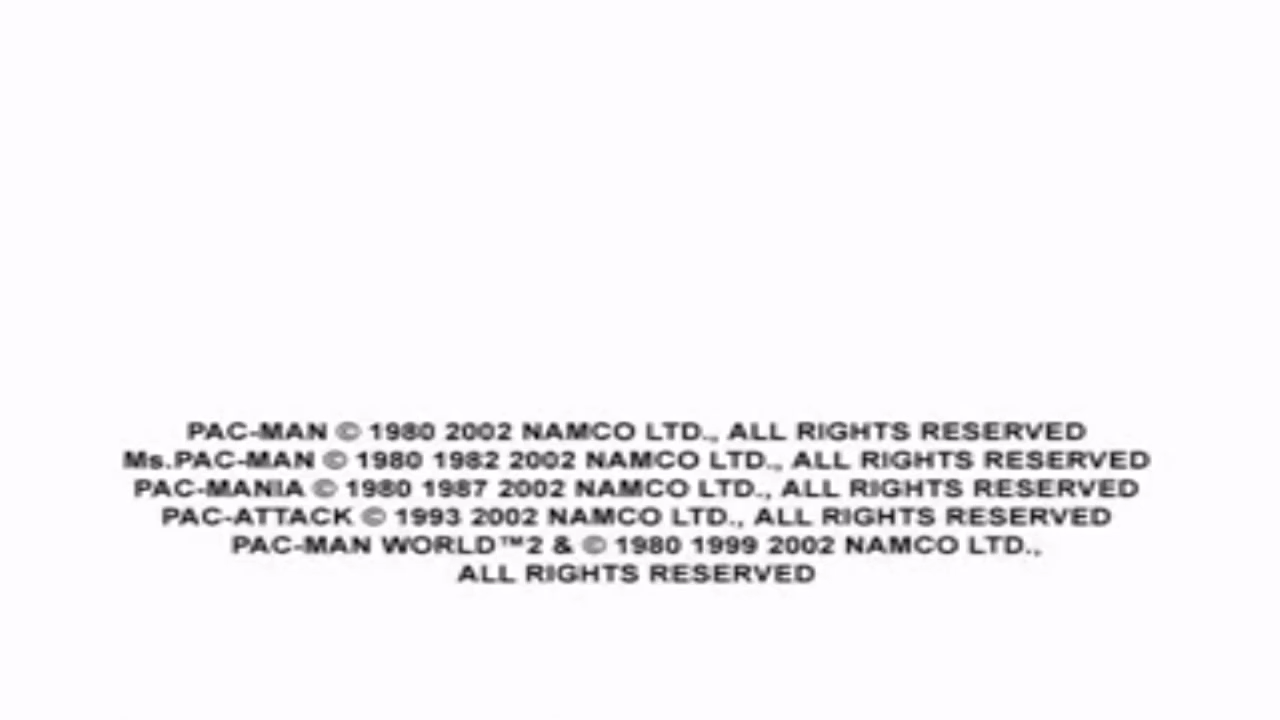 PAC-MAN © 1980 2002 NAMCO LTD., ALL RIGHTS RESERVED
Ms.PAC-MAN © 1980 1982 2002 NAMCO LTD., ALL RIGHTS RESERVED
PAC-MANIA © 1980 1987 2002 NAMCO LTD., ALL RIGHTS RESERVED
PAC-ATTACK © 1993 2002 NAMCO LTD., ALL RIGHTS RESERVED
PAC-MAN WORLD™2 & © 1980 1999 2002 NAMCO LTD.,
ALL RIGHTS RESERVED